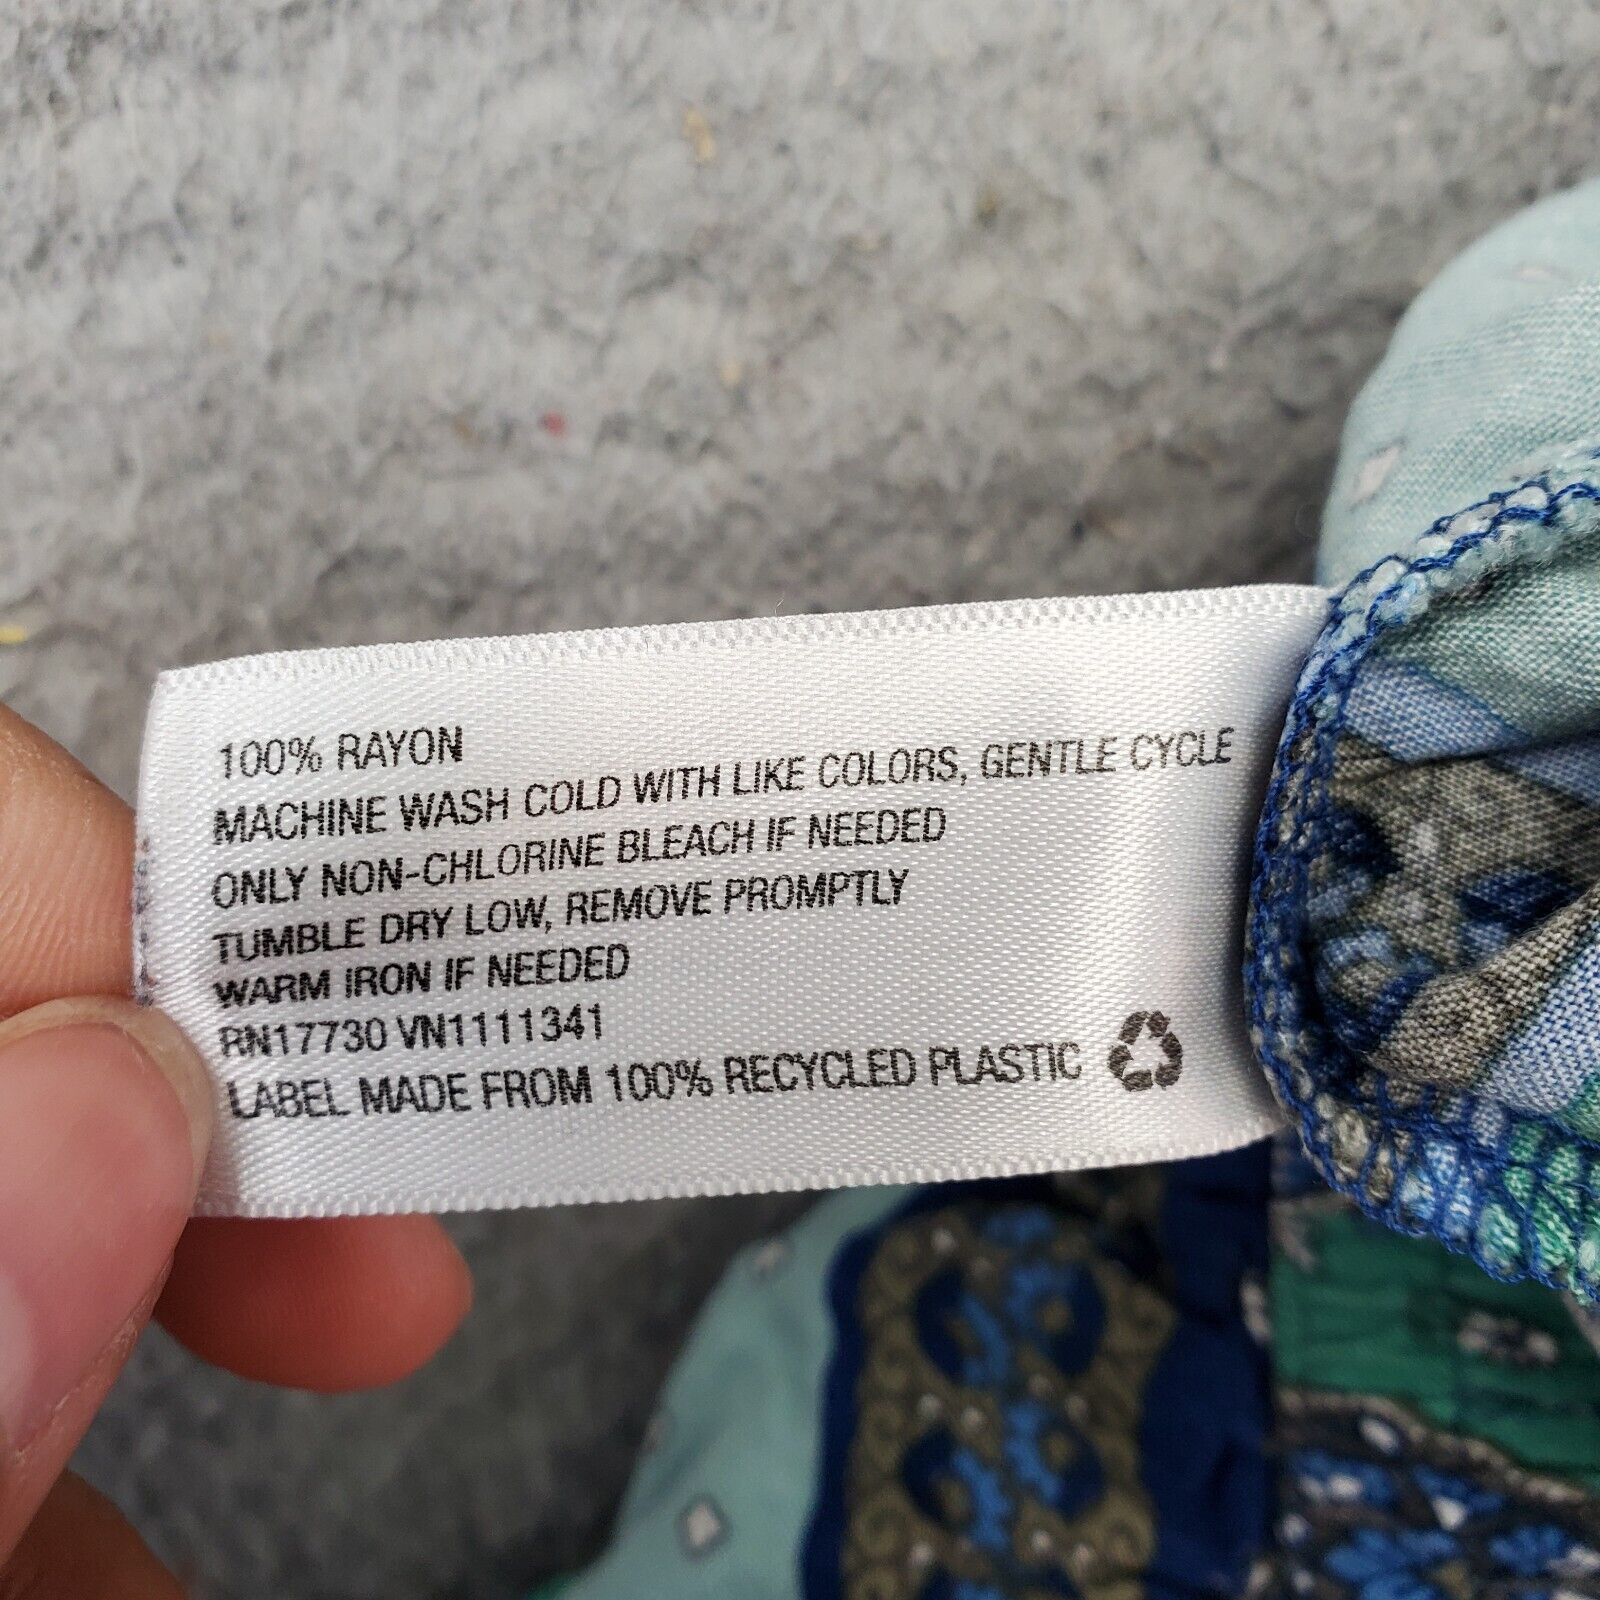 100% RAYON
MACHINE WASH COLD WITH LIKE COLORS, GENTLE CYCLE
ONLY NON-CHLORINE BLEACH IF NEEDED
TUMBLE DRY LOW, REMOVE PROMPTLY
WARM IRON IF NEEDED
RN17730 VN1111341
LABEL MADE FROM 100% RECYCLED PLASTIC